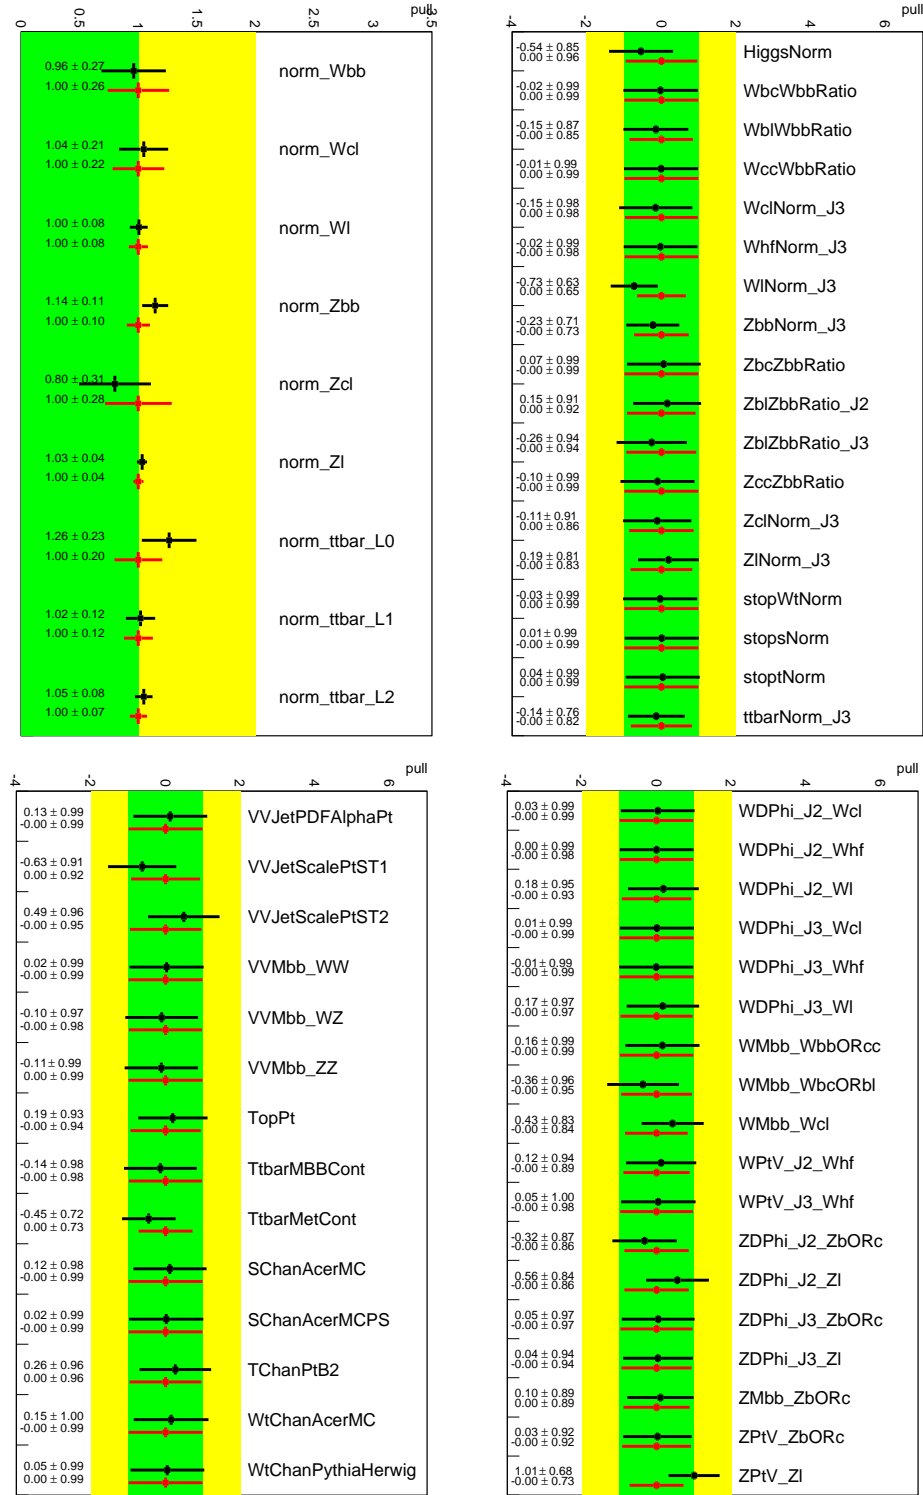 pull
0 0.5 1 1.5 2 2.5 3 3.5
0.96 ± 0.27
1.00 ± 0.26
norm_Wbb
1.04 ± 0.21
1.00 ± 0.22
norm_Wcl
1.00 ± 0.08
1.00 ± 0.08
norm_Wl
1.14 ± 0.11
1.00 ± 0.10
norm_Zbb
0.80 ± 0.31
1.00 ± 0.28
norm_Zcl
1.03 ± 0.04
1.00 ± 0.04
norm_Zl
1.26 ± 0.23
1.00 ± 0.20
norm_ttbar_L0
1.02 ± 0.12
1.00 ± 0.12
norm_ttbar_L1
1.05 ± 0.08
1.00 ± 0.07
norm_ttbar_L2
pull
-4 -2 0 2 4 6
-0.54 ± 0.85
0.00 ± 0.96
HiggsNorm
-0.02 ± 0.99
0.00 ± 0.99
WbcWbbRatio
-0.15 ± 0.87
-0.00 ± 0.85
WblWbbRatio
-0.01 ± 0.99
0.00 ± 0.99
WccWbbRatio
-0.15 ± 0.98
0.00 ± 0.98
WclNorm_J3
-0.02 ± 0.99
-0.00 ± 0.98
WhfNorm_J3
-0.73 ± 0.63
0.00 ± 0.65
WlNorm_J3
-0.23 ± 0.71
-0.00 ± 0.73
ZbbNorm_J3
0.07 ± 0.99
-0.00 ± 0.99
ZbcZbbRatio
0.15 ± 0.91
0.00 ± 0.92
ZblZbbRatio_J2
-0.26 ± 0.94
-0.00 ± 0.94
ZblZbbRatio_J3
-0.10 ± 0.99
-0.00 ± 0.99
ZccZbbRatio
-0.11 ± 0.91
0.00 ± 0.86
ZclNorm_J3
0.19 ± 0.81
-0.00 ± 0.83
ZlNorm_J3
-0.03 ± 0.99
0.00 ± 0.99
stopWtNorm
0.01 ± 0.99
-0.00 ± 0.99
stopsNorm
0.04 ± 0.99
0.00 ± 0.99
stoptNorm
-0.14 ± 0.76
-0.00 ± 0.82
ttbarNorm_J3
pull
-4 -2 0 2 4 6
0.13 ± 0.99
-0.00 ± 0.99
VVJetPDFAlphaPt
-0.63 ± 0.91
0.00 ± 0.92
VVJetScalePtST1
0.49 ± 0.96
-0.00 ± 0.95
VVJetScalePtST2
0.02 ± 0.99
-0.00 ± 0.99
VVMbb_WW
-0.10 ± 0.97
-0.00 ± 0.98
VVMbb_WZ
-0.11 ± 0.99
0.00 ± 0.99
VVMbb_ZZ
0.19 ± 0.93
-0.00 ± 0.94
TopPt
-0.14 ± 0.98
-0.00 ± 0.98
TtbarMBBCont
-0.45 ± 0.72
0.00 ± 0.73
TtbarMetCont
0.12 ± 0.98
-0.00 ± 0.99
SChanAcerMC
0.02 ± 0.99
-0.00 ± 0.99
SChanAcerMCPS
0.26 ± 0.96
0.00 ± 0.96
TChanPtB2
0.15 ± 1.00
-0.00 ± 0.99
WtChanAcerMC
0.05 ± 0.99
0.00 ± 0.99
WtChanPythiaHerwig
pull
-4 -2 0 2 4 6
0.03 ± 0.99
-0.00 ± 0.99
WDPhi_J2_Wcl
0.00 ± 0.99
-0.00 ± 0.98
WDPhi_J2_Whf
0.18 ± 0.95
-0.00 ± 0.93
WDPhi_J2_Wl
0.01 ± 0.99
-0.00 ± 0.99
WDPhi_J3_Wcl
-0.01 ± 0.99
-0.00 ± 0.99
WDPhi_J3_Whf
0.17 ± 0.97
-0.00 ± 0.97
WDPhi_J3_Wl
0.16 ± 0.99
-0.00 ± 0.99
WMbb_WbbORcc
-0.36 ± 0.96
-0.00 ± 0.95
WMbb_WbcORbl
0.43 ± 0.83
-0.00 ± 0.84
WMbb_Wcl
0.12 ± 0.94
-0.00 ± 0.89
WPtV_J2_Whf
0.05 ± 1.00
-0.00 ± 0.98
WPtV_J3_Whf
-0.32 ± 0.87
-0.00 ± 0.86
ZDPhi_J2_ZbORc
0.56 ± 0.84
-0.00 ± 0.86
ZDPhi_J2_Zl
0.05 ± 0.97
-0.00 ± 0.97
ZDPhi_J3_ZbORc
0.04 ± 0.94
-0.00 ± 0.94
ZDPhi_J3_Zl
0.10 ± 0.89
0.00 ± 0.89
ZMbb_ZbORc
0.03 ± 0.92
-0.00 ± 0.92
ZPtV_ZbORc
1.01 ± 0.68
-0.00 ± 0.73
ZPtV_Zl